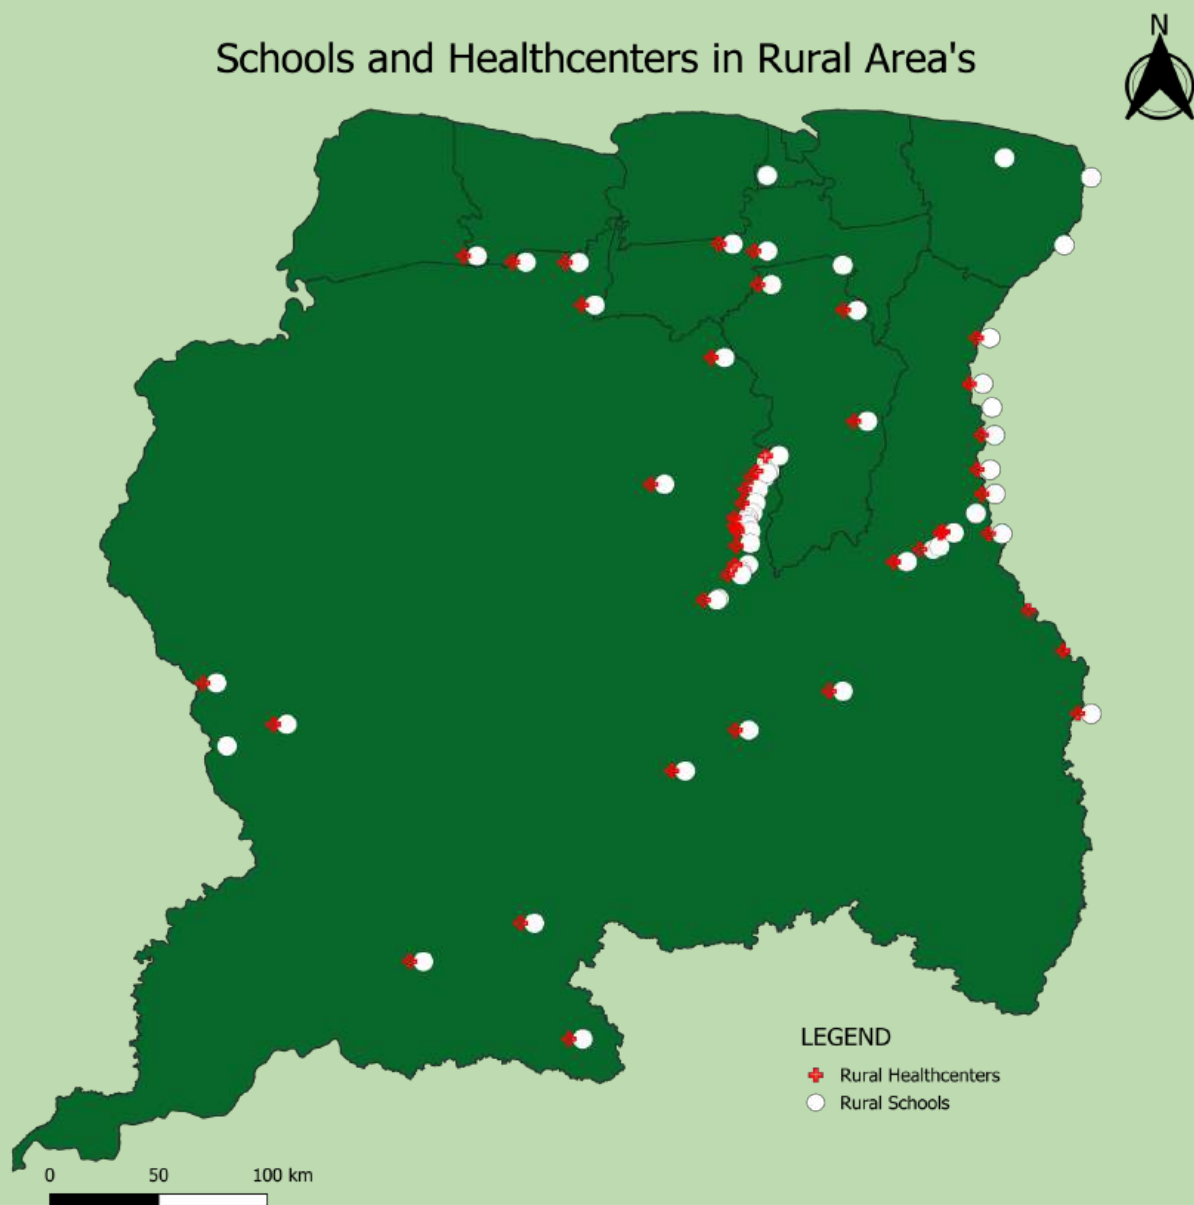 N
Schools and Healthcenters in Rural Area's
LEGEND
Rural Healthcenters
Rural Schools
0 50 100 km